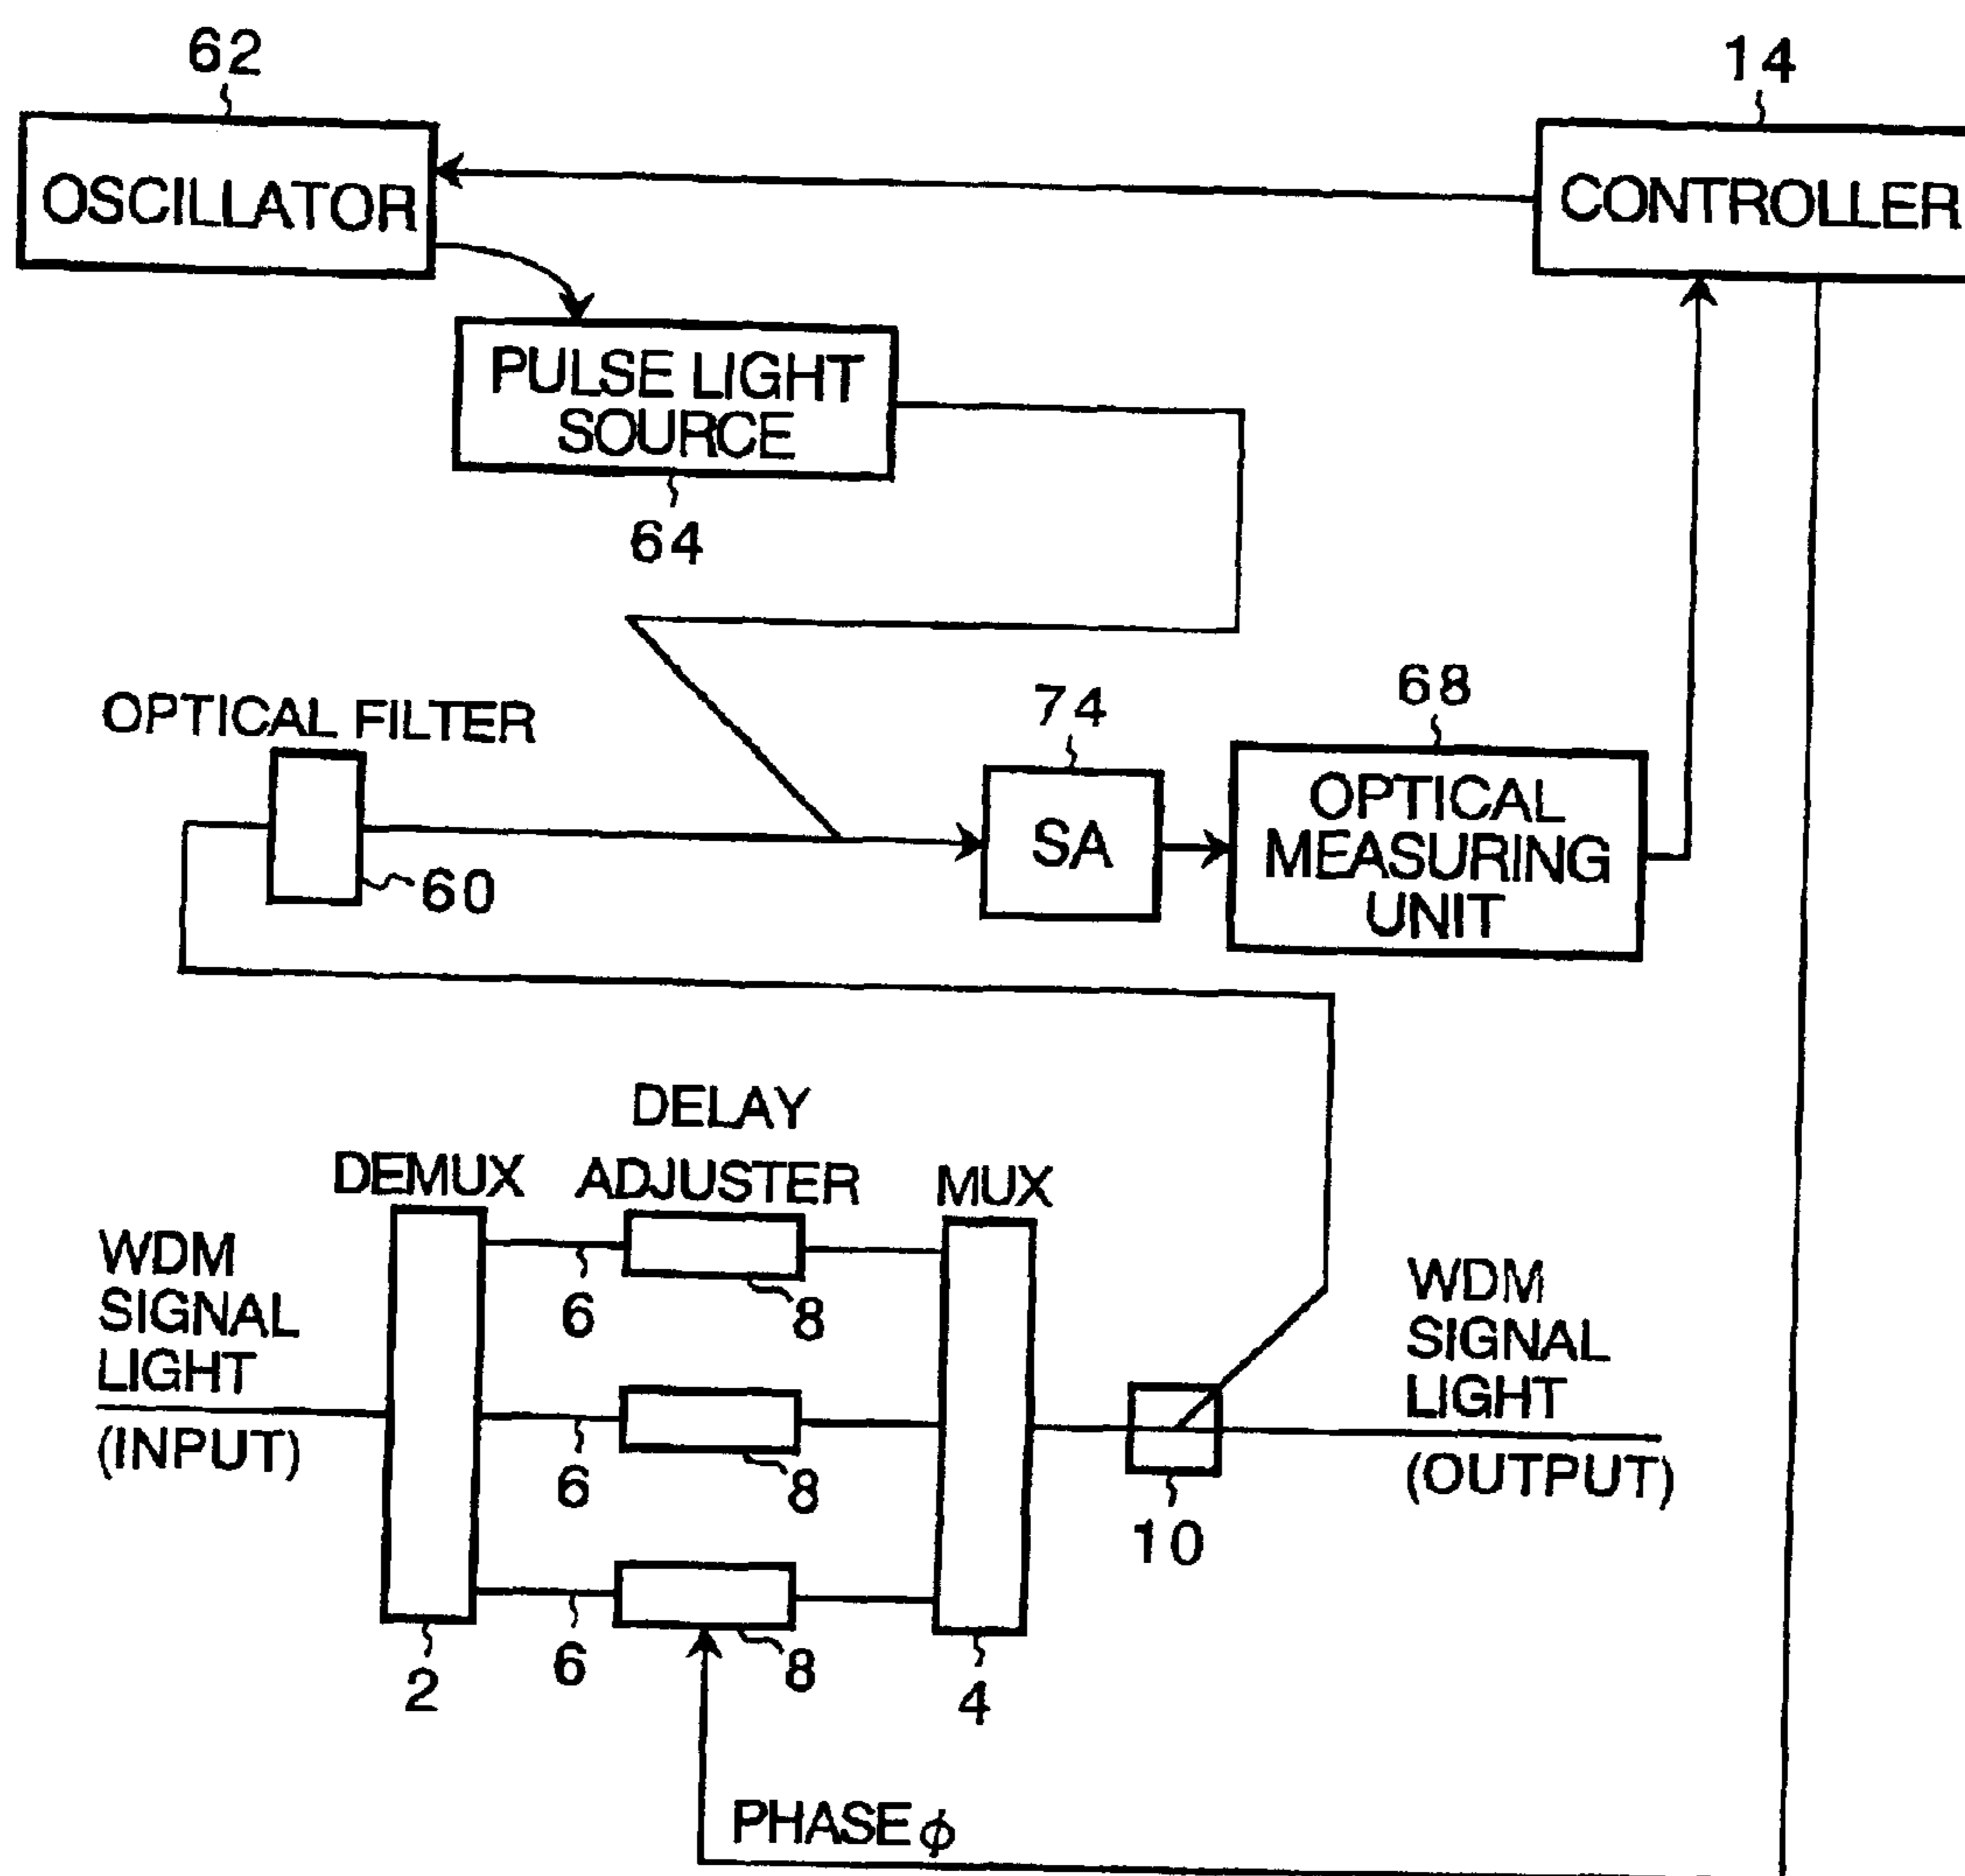 62
14
OSCILLATOR
CONTROLLER
PULSE LIGHT
SOURCE
64
OPTICAL FILTER
74
68
SA
OPTICAL
MEASURING
UNIT
60
DELAY
ADJUSTER
DEMUX
MUX
WDM
SIGNAL
LIGHT
(INPUT)
6
8
6
8
6
8
2
4
10
WDM
SIGNAL
LIGHT
(OUTPUT)
PHASE ϕ